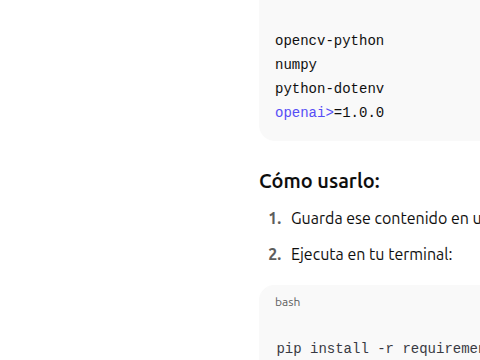 opencv-python
numpy
python-dotenv
openai>=1.0.0
Cómo usarlo:
1. Guarda ese contenido en
2. Ejecuta en tu terminal:
bash
pip install -r